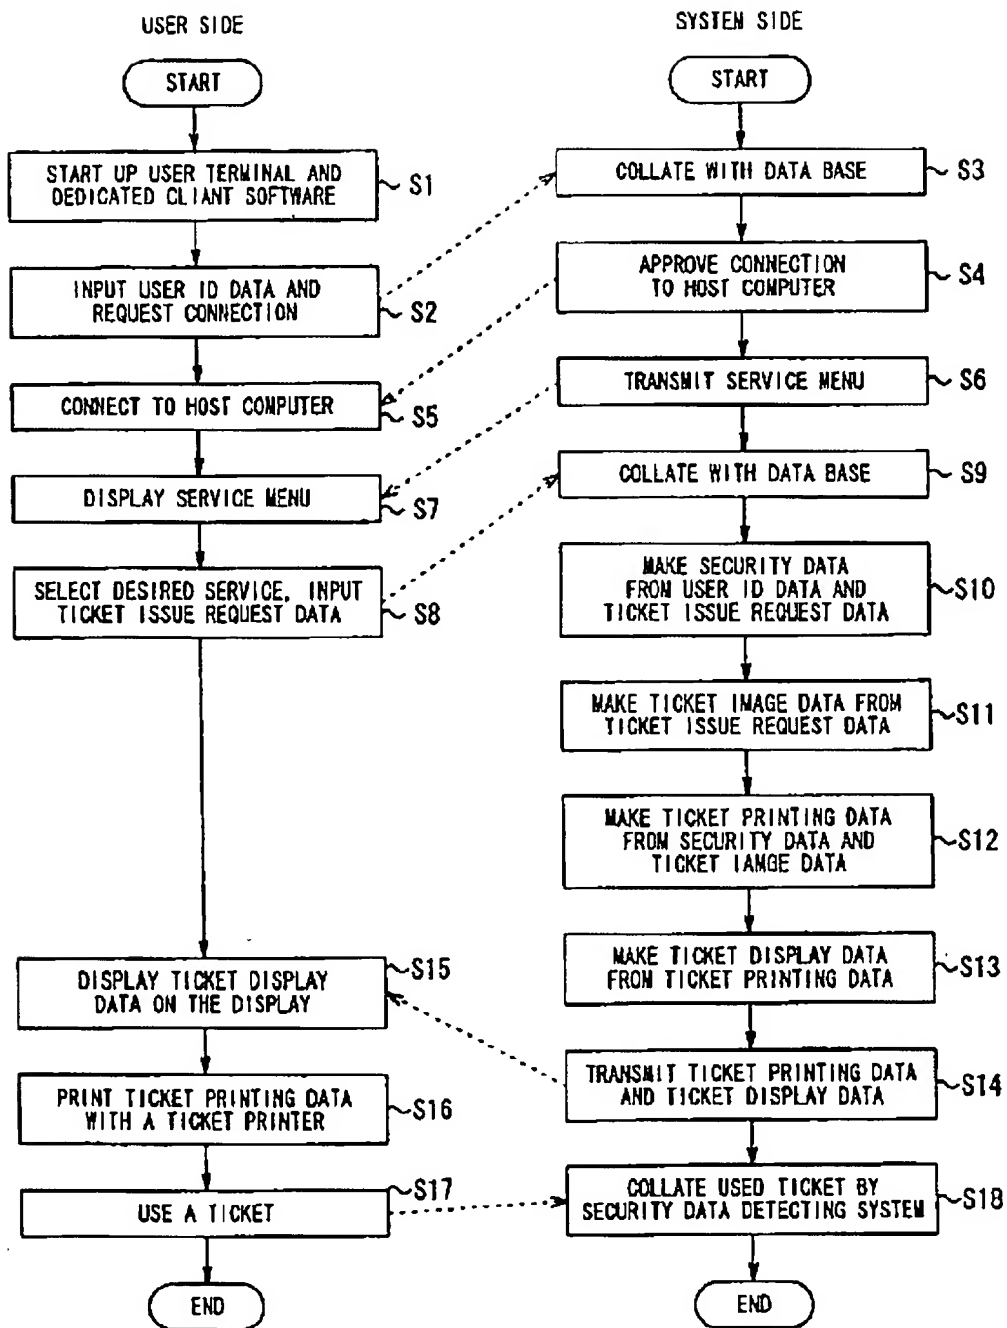 USER SIDE
START
START UP USER TERMINAL AND
DEDICATED CLIANT SOFTWARE
S1
INPUT USER ID DATA AND
REQUEST CONNECTION
S2
CONNECT TO HOST COMPUTER
S5
DISPLAY SERVICE MENU
S7
SELECT DESIRED SERVICE, INPUT
TICKET ISSUE REQUEST DATA
S8
DISPLAY TICKET DISPLAY
DATA ON THE DISPLAY
S15
PRINT TICKET PRINTING DATA
WITH A TICKET PRINTER
S16
USE A TICKET
S17
END
SYSTEM SIDE
START
COLLATE WITH DATA BASE
S3
APPROVE CONNECTION
TO HOST COMPUTER
S4
TRANSMIT SERVICE MENU
S6
COLLATE WITH DATA BASE
S9
MAKE SECURITY DATA
FROM USER ID DATA AND
TICKET ISSUE REQUEST DATA
S10
MAKE TICKET IMAGE DATA FROM
TICKET ISSUE REQUEST DATA
S11
MAKE TICKET PRINTING DATA
FROM SECURITY DATA AND
TICKET IAMGE DATA
S12
MAKE TICKET DISPLAY DATA
FROM TICKET PRINTING DATA
S13
TRANSMIT TICKET PRINTING DATA
AND TICKET DISPLAY DATA
S14
COLLATE USED TICKET BY
SECURITY DATA DETECTING SYSTEM
S18
END